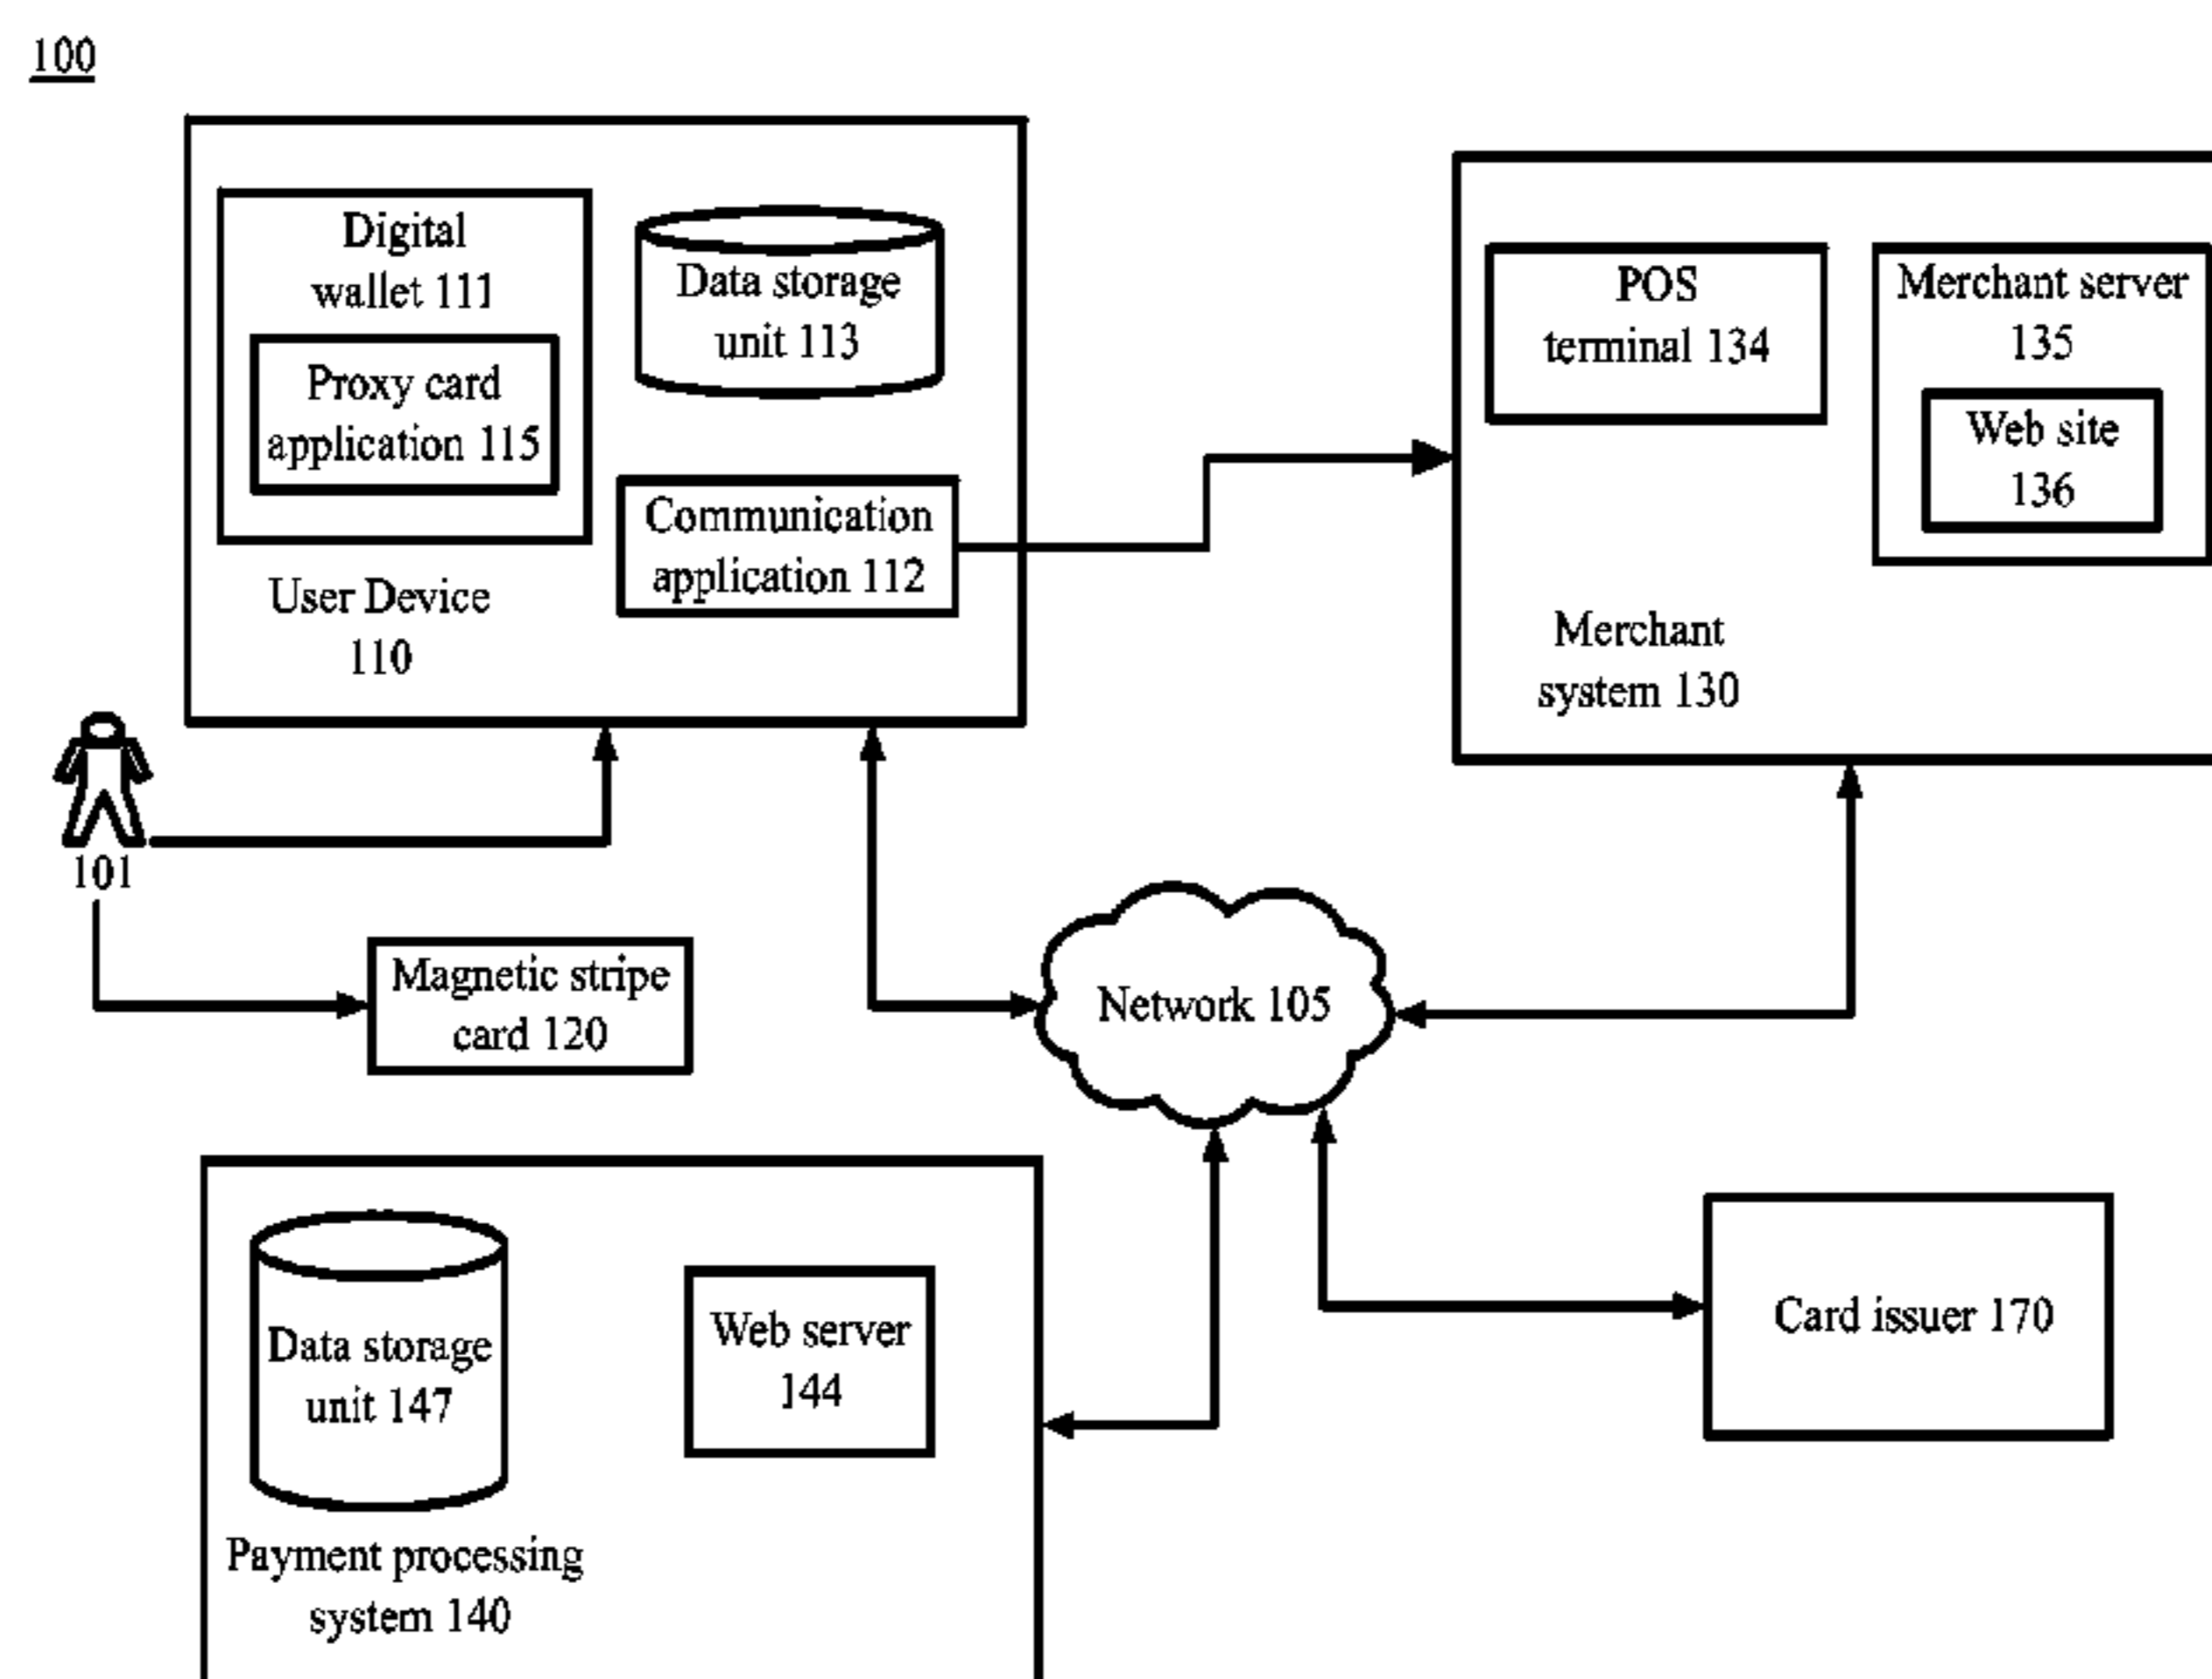 100
Digital
wallet 111
Proxy card
application 115
Data storage
unit 113
Communication
application 112
User Device
110
POS
terminal 134
Merchant server
135
Web site
136
Merchant
system 130
101
Magnetic stripe
card 120
Network 105
Data storage
unit 147
Web server
144
Payment processing
system 140
Card issuer 170